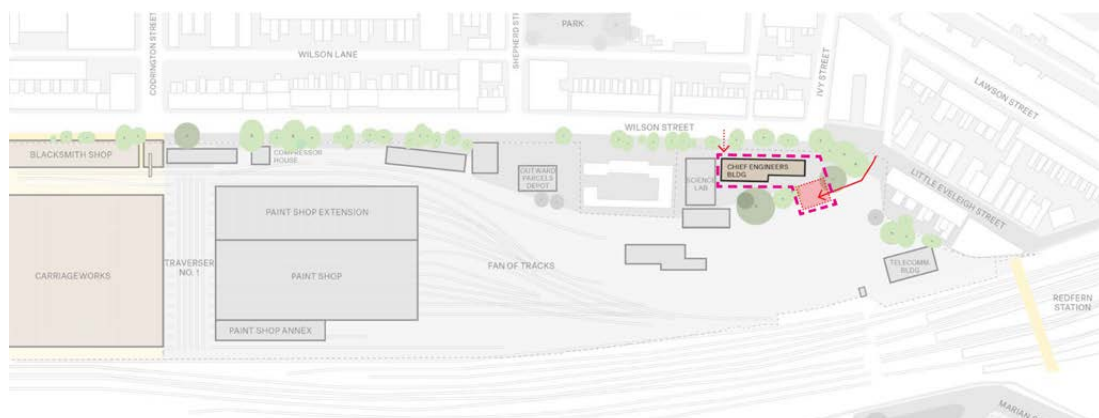 PARK
WILSON LANE
CODRINGTON STREET
SHEPHERD ST
IVY STREET
LAWSON STREET
WILSON STREET
BLACKSMITH SHOP
COMPRESSOR
HOUSE
OUTWARD
PARCELS
DEPOT
SCIENCE
LAB
CHIEF ENGINEERS
BLDG
LITTLE EVELEIGH STREET
PAINT SHOP EXTENSION
CARRIAGEWORKS
TRAVERSER
NO. 1
PAINT SHOP
FAN OF TRACKS
TELECOMM.
BLDG
REDFERN
STATION
PAINT SHOP ANNEX
MARIAN